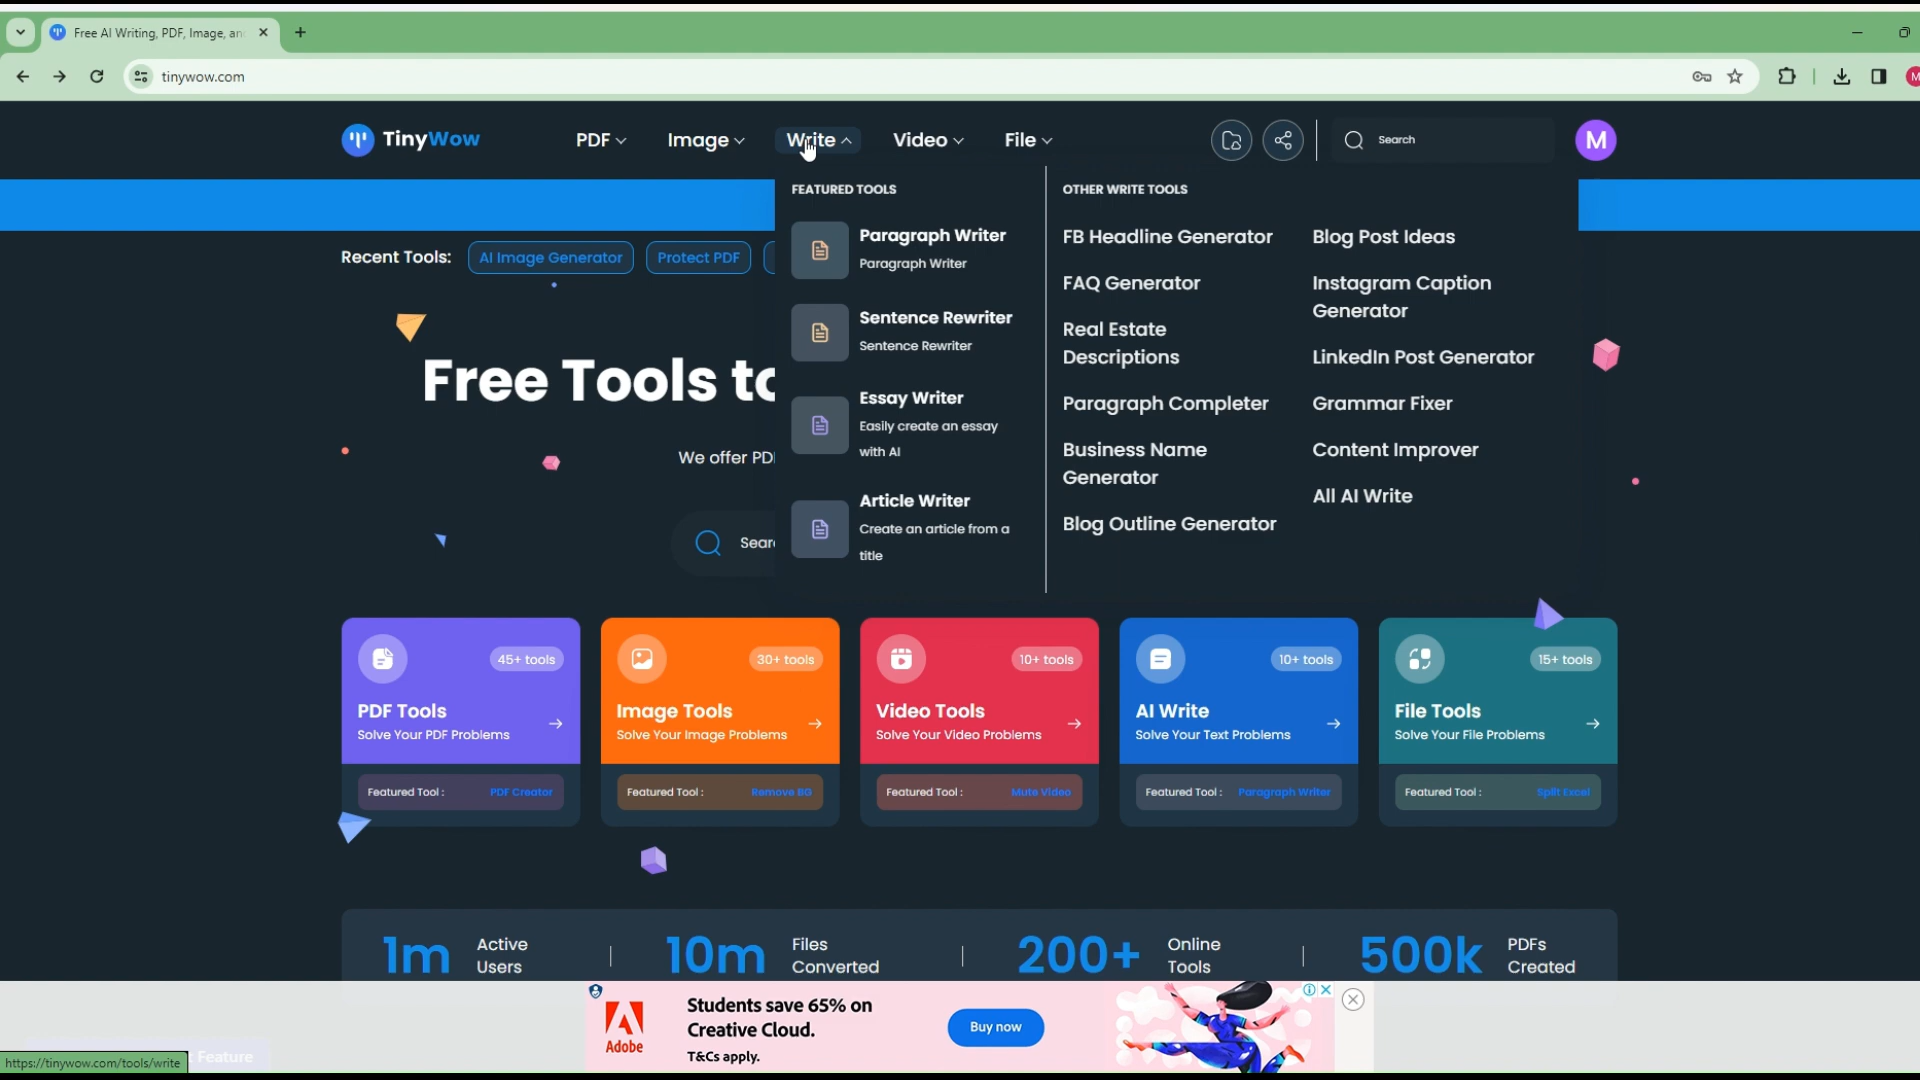 Free AI Writing, PDF, Image, an
tinywow.com
M
TinyWow
PDF
Image
Write
Video
File
Search
M
FEATURED TOOLS
Paragraph Writer
Paragraph Writer
Sentence Rewriter
Sentence Rewriter
Essay Writer
Easily create an essay
with AI
Article Writer
Create an article from a
title
OTHER WRITE TOOLS
FB Headline Generator
FAQ Generator
Real Estate
Descriptions
Paragraph Completer
Business Name
Generator
Blog Outline Generator
Blog Post Ideas
Instagram Caption
Generator
LinkedIn Post Generator
Grammar Fixer
Content Improver
All AI Write
Recent Tools:
AI Image Generator
Protect PDF
Free Tools to
We offer PD
Sear
45+ tools
PDF Tools
Solve Your PDF Problems
Featured Tool : PDF Creator
30+ tools
Image Tools
Solve Your Image Problems
Featured Tool : Remove BG
10+ tools
Video Tools
Solve Your Video Problems
Featured Tool : Mute Video
10+ tools
AI Write
Solve Your Text Problems
Featured Tool : Paragraph Writer
15+ tools
File Tools
Solve Your File Problems
Featured Tool : Split Excel
1m
Active
Users
10m
Files
Converted
200+
Online
Tools
500k
PDFs
Created
Adobe
Students save 65% on
Creative Cloud.
T&Cs apply.
Buy now
https://tinywow.com/tools/write
t Feature